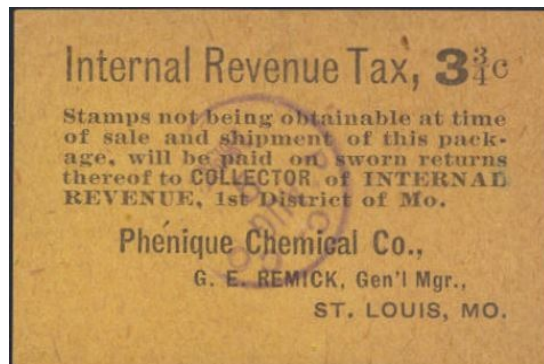 Internal Revenue Tax, 3¾c
Stamps not being obtainable at time
of sale and shipment of this pack-
age, will be paid on sworn returns
thereof to COLLECTOR of INTERNAL
REVENUE, 1st District of Mo.
Phénique Chemical Co.,
G. E. REMICK, Gen'l Mgr.,
ST. LOUIS, MO.